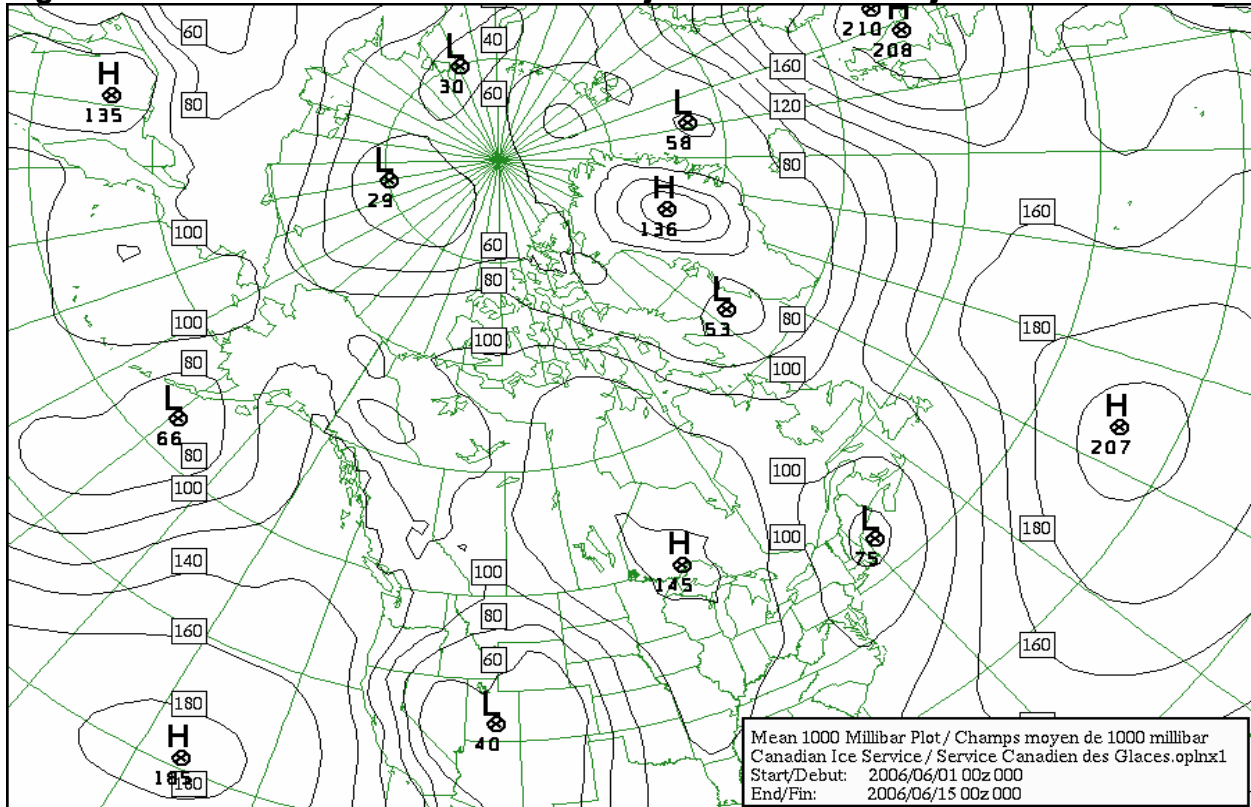 60
40
H
210
208
L
30
160
H
135
80
60
120
L
58
80
L
29
H
136
160
100
60
80
L
53
80
180
100
100
80
100
L
66
H
207
80
100
100
180
100
L
75
140
H
145
100
80
160
60
160
180
L
40
H
185
180
Mean 1000 Millibar Plot / Champs moyen de 1000 millibar
Canadian Ice Service / Service Canadien des Glaces.oplnx1
Start/Debut: 2006/06/01 00z 000
End/Fin: 2006/06/15 00z 000